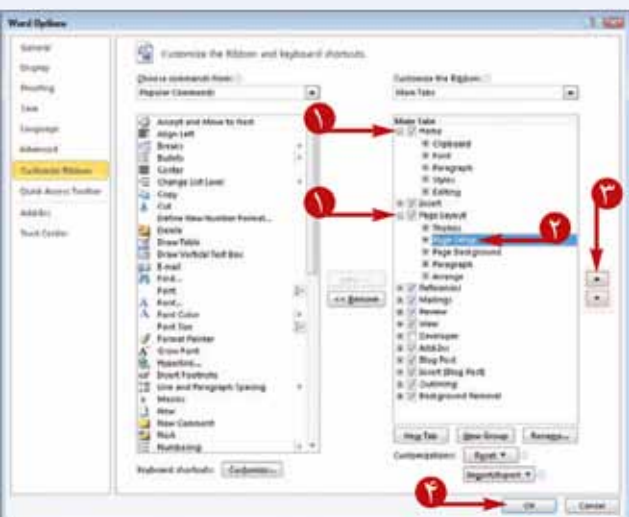 Word Options
General
Display
Proofing
Save
Language
Advanced
Customize Ribbon
Quick Access Toolbar
Add-Ins
Trust Center
Customize the Ribbon and keyboard shortcuts.
Choose commands from:
Popular Commands
Accept and Move to Next
Align Left
Breaks
Bullets
Center
Change List Level
Copy
Cut
Define New Number Format...
Delete
Draw Table
Draw Vertical Text Box
E-mail
Find...
Font
Font...
Font Color
Font Size
Format Painter
Grow Font
Hyperlink...
Insert Footnote
Line and Paragraph Spacing
Macros
New
New Comment
Next
Numbering
Keyboard shortcuts: Customize...
<< Remove
Customize the Ribbon:
Main Tabs
Main Tabs
۱
Home
Clipboard
Font
Paragraph
Styles
Editing
Insert
۱
Page Layout
Themes
Page Setup
۲
Page Background
Paragraph
Arrange
References
Mailings
Review
View
Developer
Add-Ins
Blog Post
Insert (Blog Post)
Outlining
Background Removal
۳
New Tab New Group Rename...
Customizations: Reset
Import/Export
۴
OK Cancel